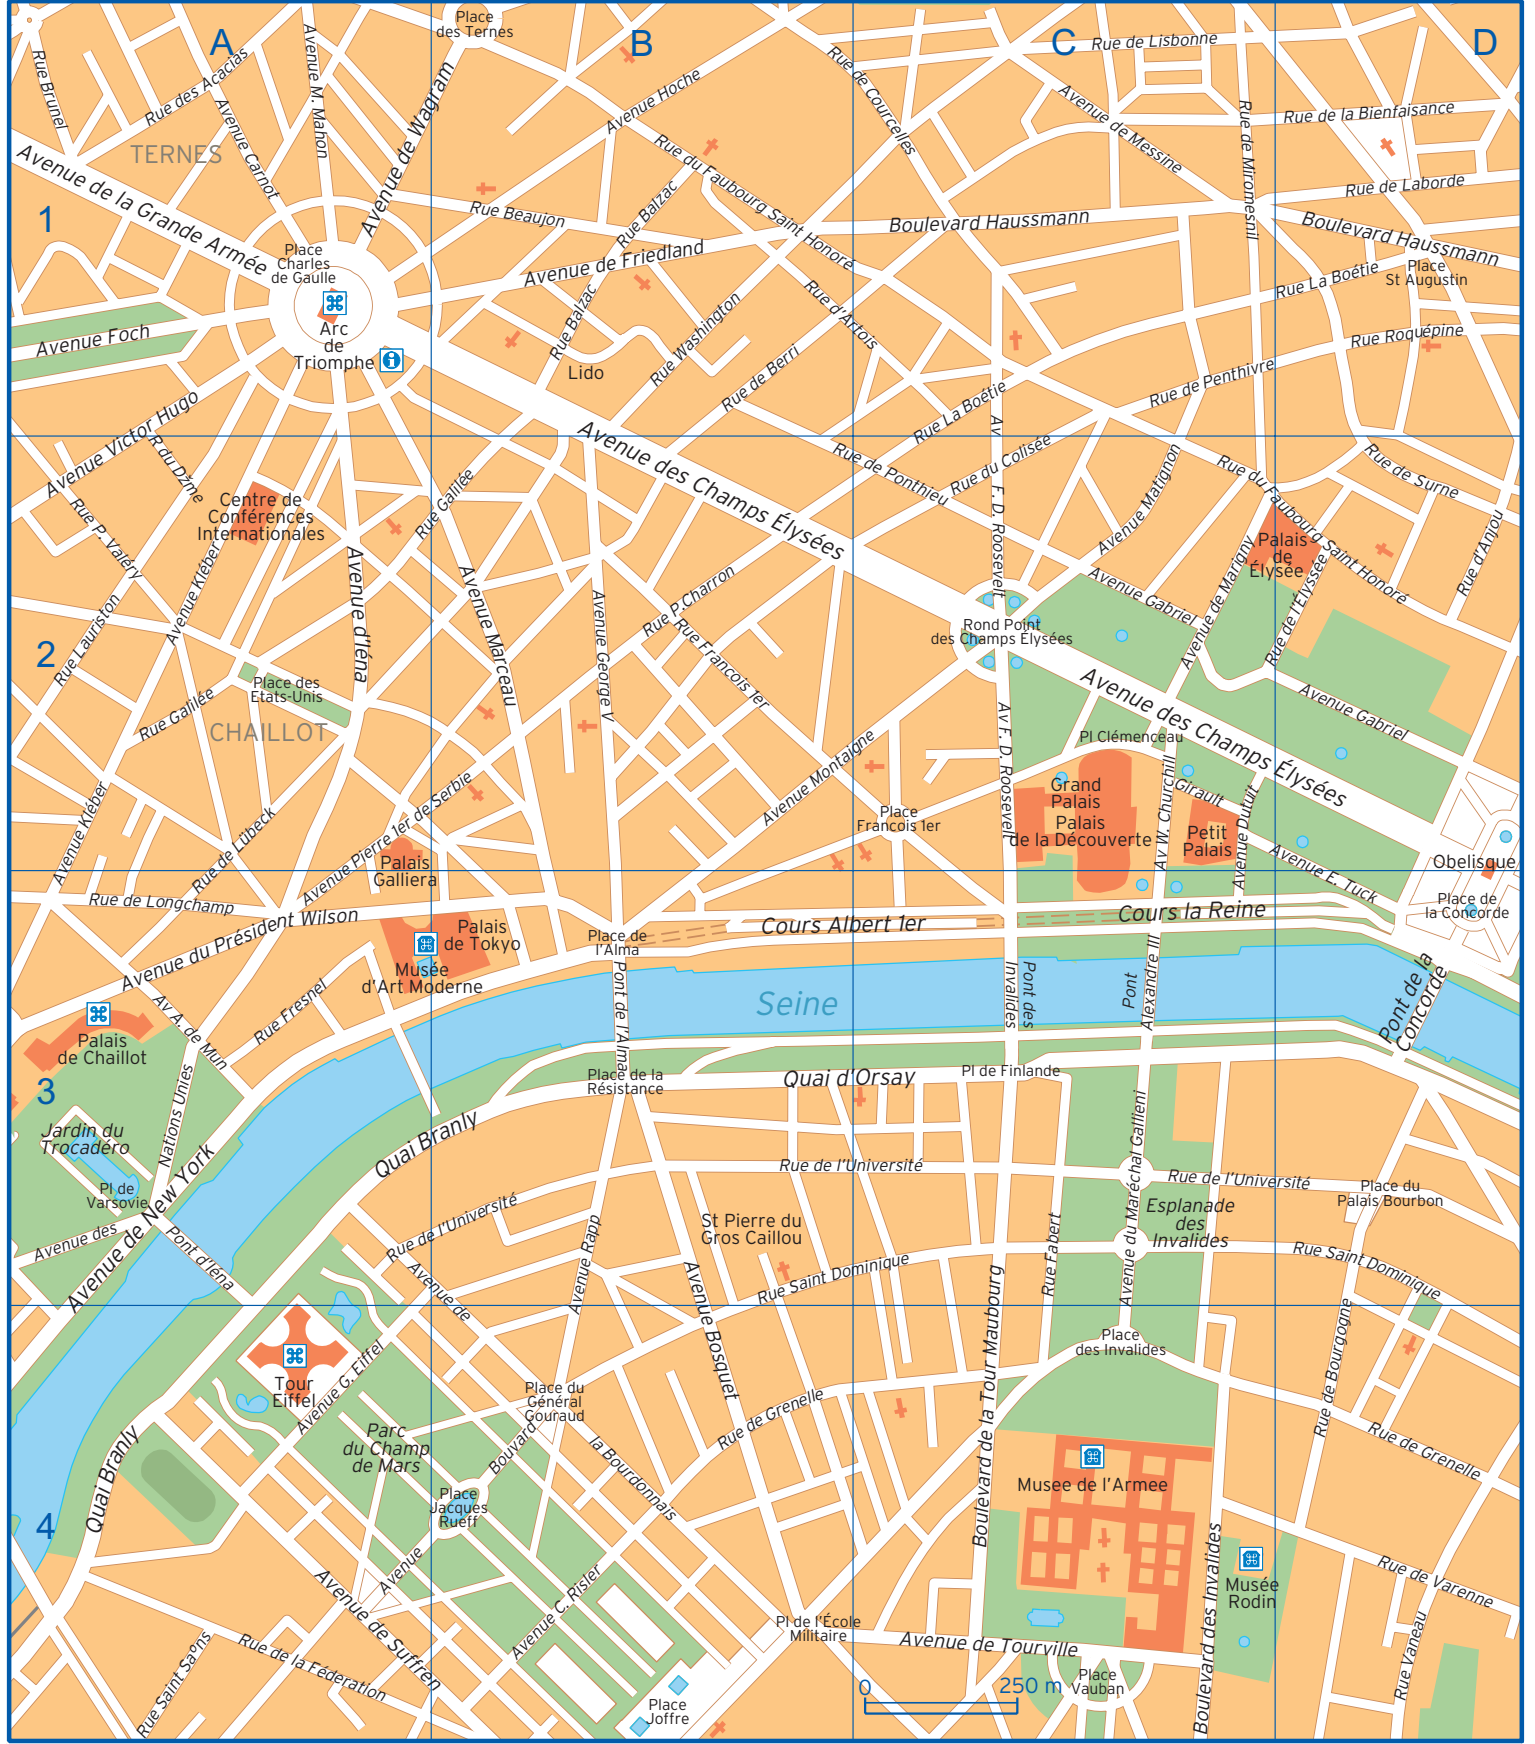 A
B
C
D
1
2
3
4
Place
des Ternes
Rue Brunel
Rue des Acacias
Avenue Carnot
Avenue M. Mahon
Avenue de Wagram
TERNES
Avenue de la Grande Armée
Place
Charles
de Gaulle
Arc
de
Triomphe
Avenue Foch
Avenue Victor Hugo
Avenue Hoche
Rue de Courcelles
Rue du Faubourg Saint Honoré
Rue Beaujon
Rue Balzac
Avenue de Friedland
Rue Balzac
Rue Washington
Lido
Rue de Berri
Rue d'Artois
Rue de Lisbonne
Avenue de Messine
Rue de Miromesnil
Rue de la Bienfaisance
Rue de Laborde
Boulevard Haussmann
Boulevard Haussmann
Place
St Augustin
Rue La Boétie
Rue Roquépine
Rue de Penthivre
Rue La Boétie
Avenue des Champs Élysées
R du Džme
Rue P. Valéry
Centre de
Conférences
Internationales
Rue Galilée
Avenue Kléber
Avenue d'Iéna
Rue Lauriston
Avenue Marceau
Avenue George V
Rue P.Charron
Rue Francois 1er
Rue de Ponthieu
Rue du Colisée
Av F. D. Roosevelt
Avenue Matignon
Rue du Faubourg Saint Honoré
Rue de Surne
Rue d'Anjou
Palais
de
Élysée
Avenue de Marigny
Rue de l'Élyssée
Avenue Gabriel
Rond Point
des Champs Élysées
Avenue des Champs Élysées
Avenue Gabriel
Place des
Etats-Unis
Rue Galilée
CHAILLOT
Avenue Kléber
Rue de Lübeck
Avenue Pierre 1er de Serbie
Palais
Galliera
Avenue Montaigne
Place
Francois 1er
Av F. D. Roosevelt
Pl Clémenceau
Grand
Palais
Palais
de la Découverte
Av W. Churchill
Girault
Petit
Palais
Avenue Dutuit
Avenue E. Tuck
Obelisque
Place de
la Concorde
Rue de Longchamp
Avenue du Président Wilson
Palais
de Tokyo
Musée
d'Art Moderne
Place de
l'Alma
Cours Albert 1er
Cours la Reine
Seine
Pont de l'Alma
Pont des
Invalides
Pont
Alexandre III
Pont de la
Concorde
Palais
de Chaillot
Av A. de Mun
Rue Fresnel
Nations Unies
Jardin du
Trocadéro
Pl de
Varsovie
Avenue des
Avenue de New York
Pont d'Iéna
Quai Branly
Place de la
Résistance
Quai d'Orsay
Pl de Finlande
Rue de l'Université
Rue de l'Université
Rue de l'Université
Place du
Palais Bourbon
Avenue du Maréchal Gallieni
Esplanade
des
Invalides
Rue Fabert
St Pierre du
Gros Caillou
Avenue Rapp
Rue Saint Dominique
Rue Saint Dominique
Avenue de
la Bourdonnais
Avenue Bosquet
Boulevard de la Tour Maubourg
Place
des Invalides
Rue de Bourgogne
Tour
Eiffel
Avenue G. Eiffel
Parc
du Champ
de Mars
Place du
Général
Gouraud
Bouvard
Place
Jacques
Rueff
Avenue
Rue de Grenelle
Rue de Grenelle
Quai Branly
Musee de l'Armee
Musée
Rodin
Rue de Varenne
Rue Vaneau
Boulevard des Invalides
Avenue de Suffren
Avenue C. Risler
Rue de la Féderation
Rue Saint Saºns
Pl de l'École
Militaire
Avenue de Tourville
Place
Vauban
Place
Joffre
0
250 m